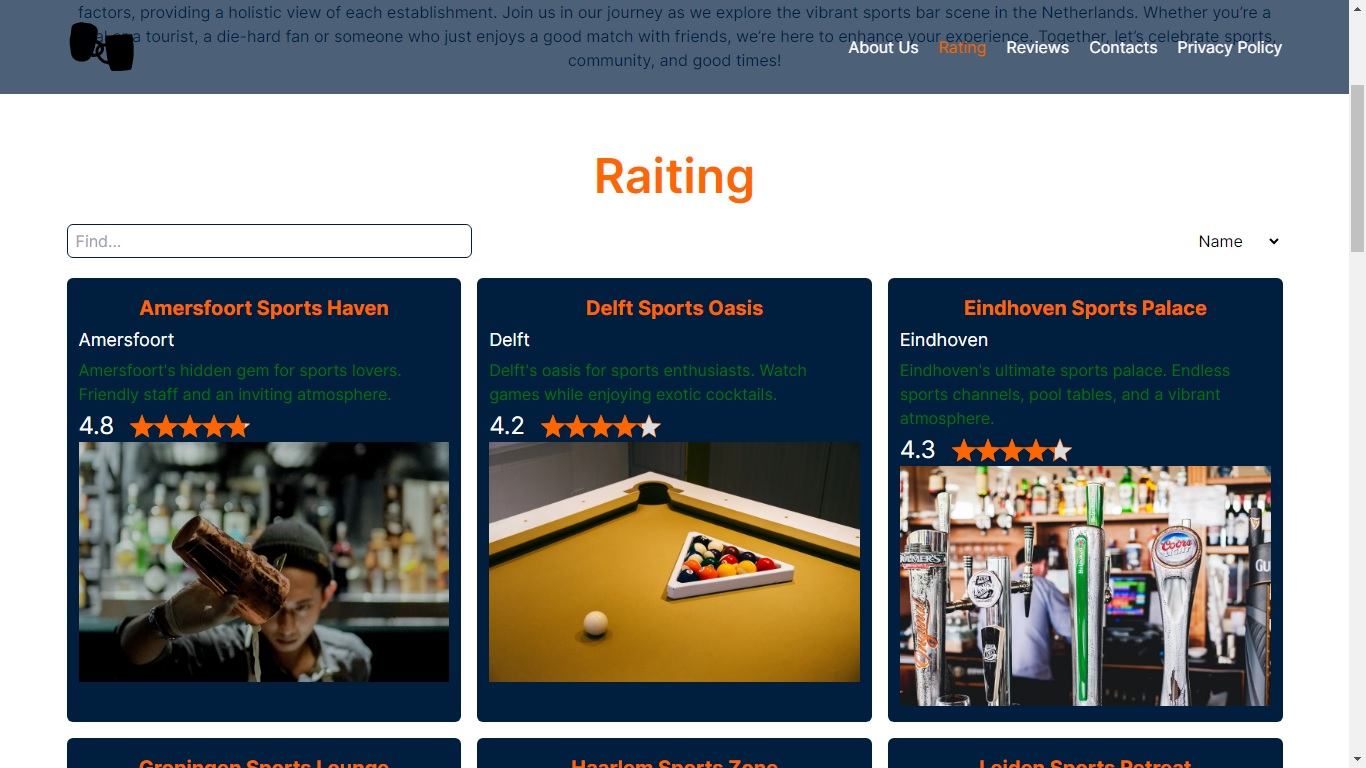 factors, providing a holistic view of each establishment. Join us in our journey as we explore the vibrant sports bar scene in the Netherlands. Whether you're a
a tourist, a die-hard fan or someone who just enjoys a good match with friends, we're here to enhance your experience. Together, let's celebrate sports,
community, and good times!
About Us Rating Reviews Contacts Privacy Policy
Raiting
Find...
Name
Amersfoort Sports Haven
Amersfoort
Amersfoort's hidden gem for sports lovers.
Friendly staff and an inviting atmosphere.
4.8
Delft Sports Oasis
Delft
Delft's oasis for sports enthusiasts. Watch
games while enjoying exotic cocktails.
4.2
Eindhoven Sports Palace
Eindhoven
Eindhoven's ultimate sports palace. Endless
sports channels, pool tables, and a vibrant
atmosphere.
4.3
Coors
Groningen Sports Lounge
Haarlem Sports Zone
Leiden Sports Retreat